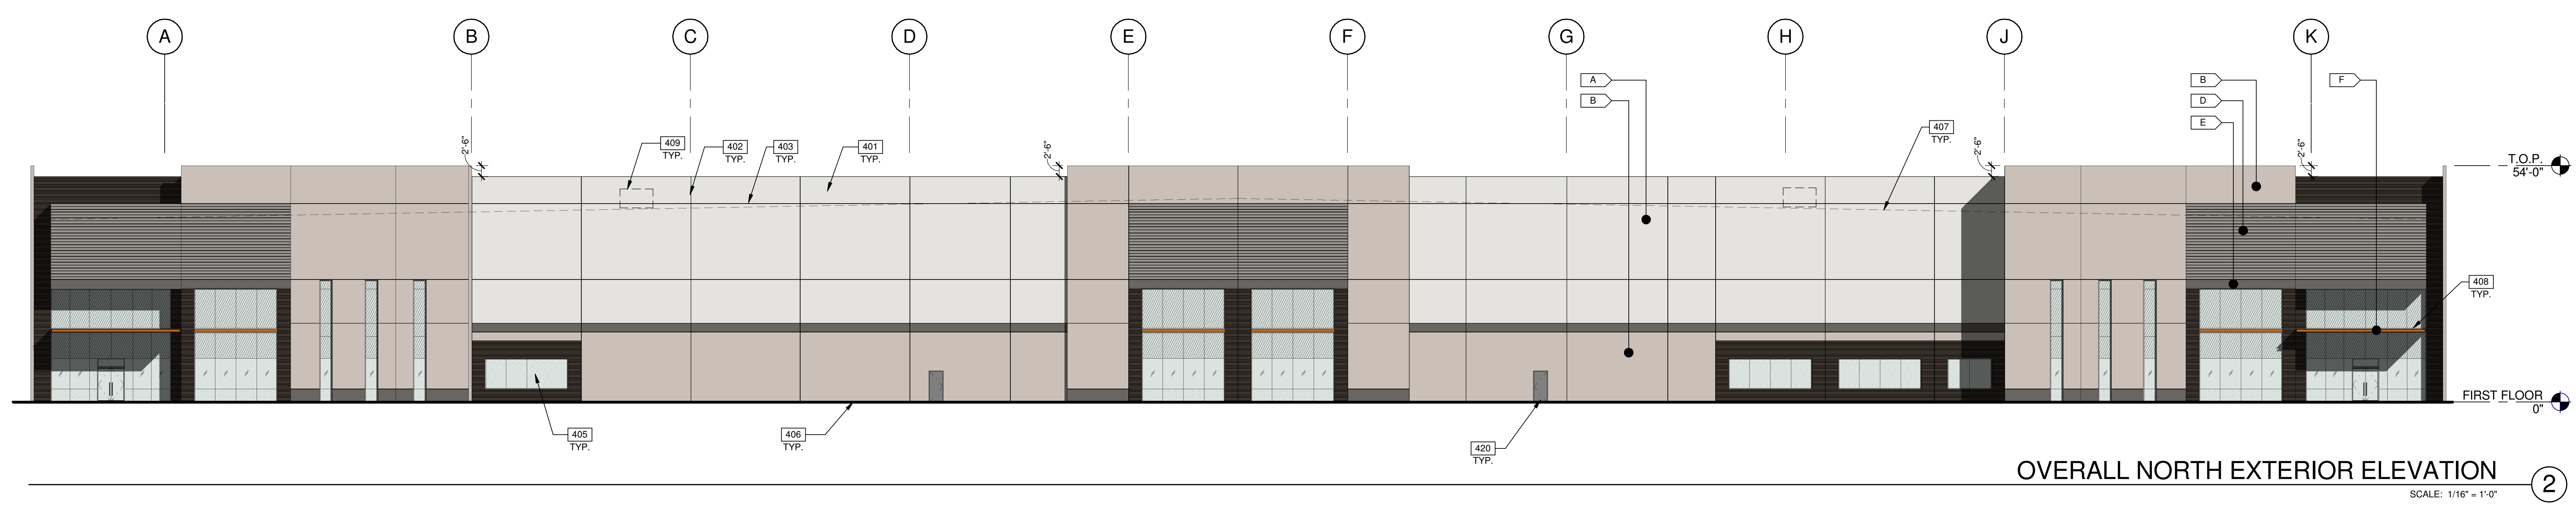 A B C D E F G H J K
A
B
B
D
E
F
2'-6"
409
TYP.
402
TYP.
403
TYP.
401
TYP.
2'-6"
407
TYP.
2'-6"
2'-6"
T.O.P.
54'-0"
408
TYP.
FIRST FLOOR
0"
405
TYP.
406
TYP.
420
TYP.
OVERALL NORTH EXTERIOR ELEVATION
SCALE: 1/16" = 1'-0"
2